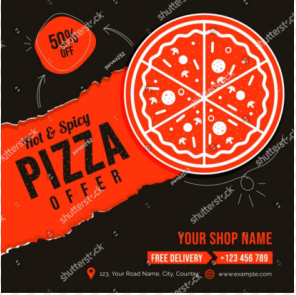 50%
OFF
Hot & Spicy
PIZZA
OFFER
YOUR SHOP NAME
FREE DELIVERY
+123 456 789
123, Your Road Name, City, Country
www.example.com
shutterstock